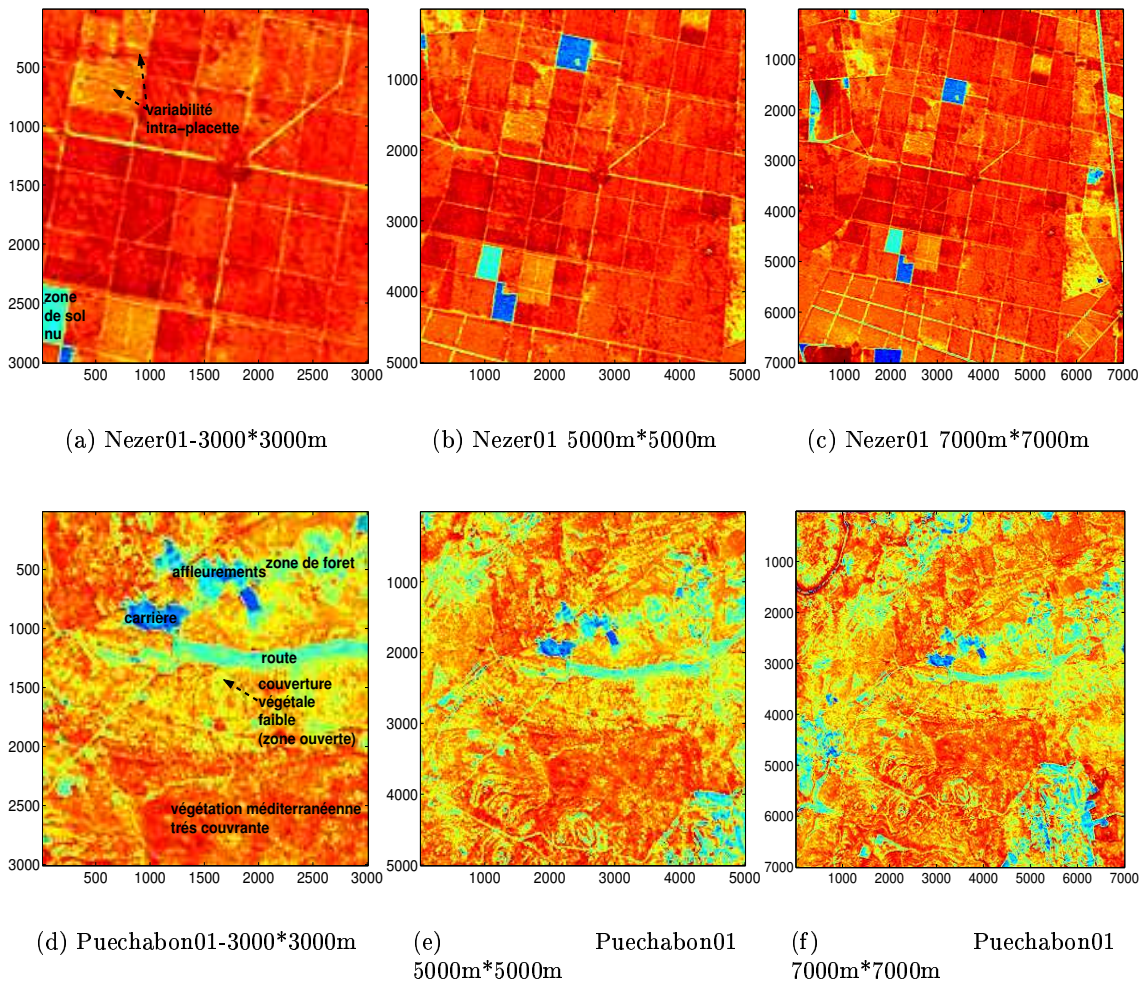 500
1000
1500
2000
2500
3000
500 1000 1500 2000 2500 3000
variabilité
intra-placette
zone
de sol
nu
1000
2000
3000
4000
5000
1000 2000 3000 4000 5000
1000
2000
3000
4000
5000
6000
7000
1000 2000 3000 4000 5000 6000 7000
(a) Nezer01-3000*3000m
(b) Nezer01 5000m*5000m
(c) Nezer01 7000m*7000m
500
1000
1500
2000
2500
3000
500 1000 1500 2000 2500 3000
zone de foret
affleurements
carrière
route
couverture
végétale
faible
(zone ouverte)
végétation méditerranéenne
trés couvrante
1000
2000
3000
4000
5000
1000 2000 3000 4000 5000
1000
2000
3000
4000
5000
6000
7000
1000 2000 3000 4000 5000 6000 7000
(d) Puechabon01-3000*3000m
(e) Puechabon01
5000m*5000m
(f) Puechabon01
7000m*7000m